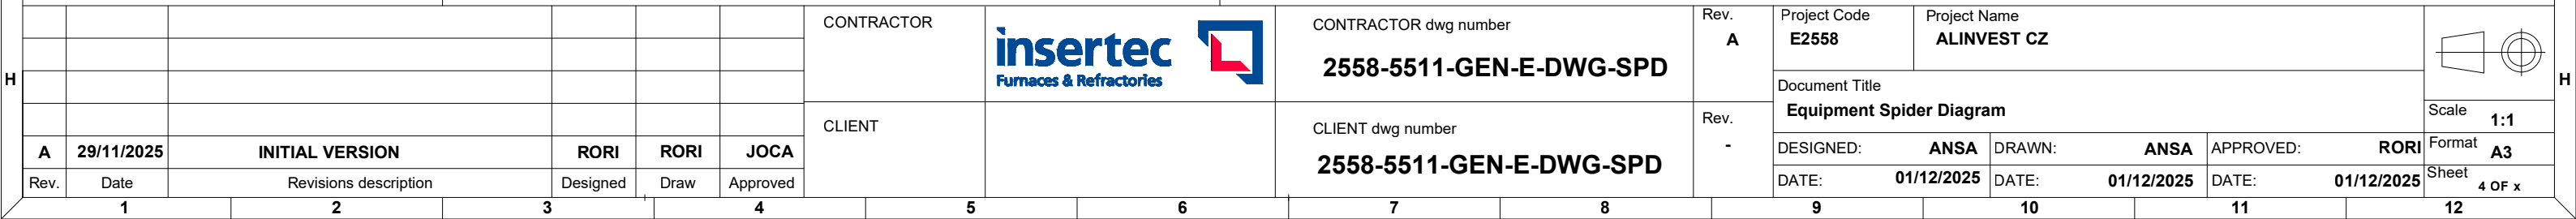 H
CONTRACTOR
insertec
Furnaces & Refractories
CONTRACTOR dwg number
2558-5511-GEN-E-DWG-SPD
Rev.
A
Project Code
E2558
Project Name
ALINVEST CZ
Document Title
Equipment Spider Diagram
H
CLIENT
CLIENT dwg number
2558-5511-GEN-E-DWG-SPD
Rev.
-
Scale
1:1
A 29/11/2025 INITIAL VERSION RORI RORI JOCA
Rev. Date Revisions description Designed Draw Approved
DESIGNED: ANSA DRAWN: ANSA APPROVED: RORI
Format A3
DATE: 01/12/2025 DATE: 01/12/2025 DATE: 01/12/2025
Sheet 4 OF x
1 2 3 4 5 6 7 8 9 10 11 12